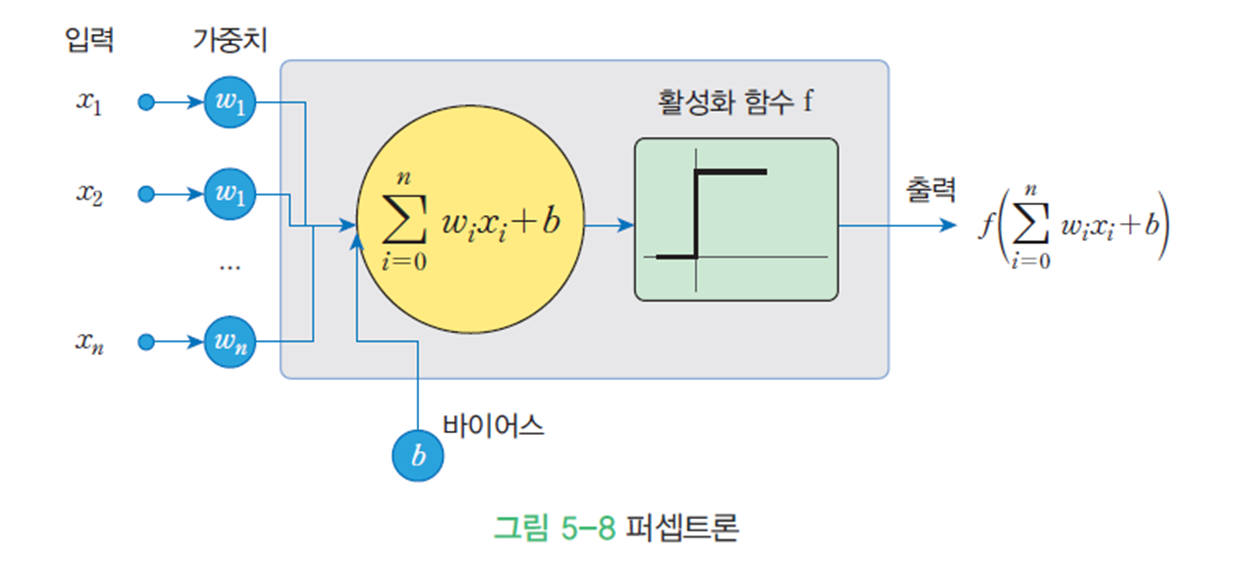 입력 가중치
x₁ w₁
활성화 함수 f
x₂ w₁
n
∑ wᵢxᵢ+b
i=0
출력
n
f(∑ wᵢxᵢ+b)
i=0
...
xₙ wₙ
바이어스
b
그림 5-8 퍼셉트론